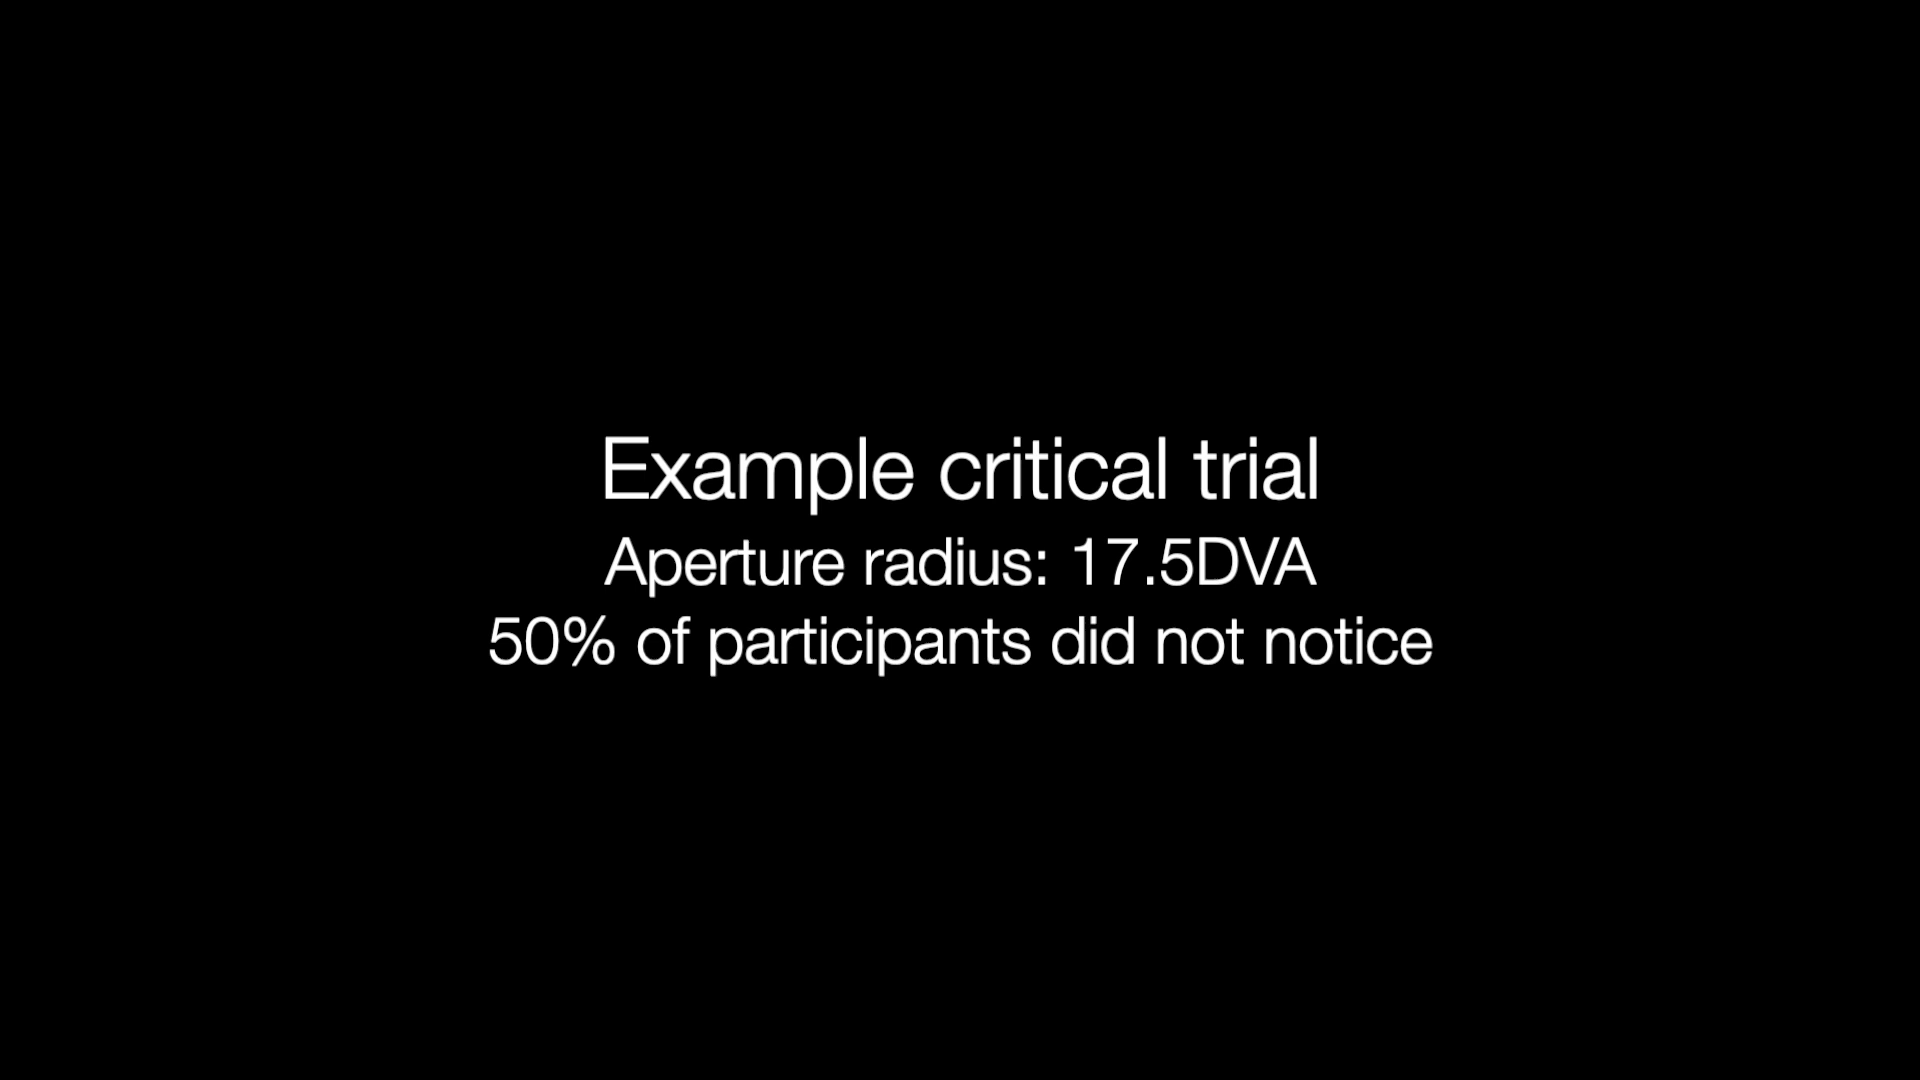 Example critical trial
Aperture radius: 17.5DVA
50% of participants did not notice